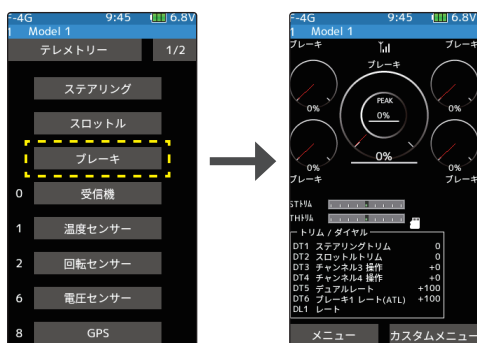 -4G 9:45 6.8V
1 Model 1
テレメトリー 1/2
ステアリング
スロットル
ブレーキ
0 受信機
1 温度センサー
2 回転センサー
6 電圧センサー
8 GPS
-4G 9:45 6.8V
1 Model 1
ブレーキ ブレーキ
ブレーキ
PEAK
0%
0% 0%
0%
0% 0%
ブレーキ ブレーキ
STトリム
THトリム
トリム / ダイヤル
DT1 ステアリングトリム 0
DT2 スロットルトリム 0
DT3 チャンネル3 操作 +0
DT4 チャンネル4 操作 +0
DT5 デュアルレート +100
DT6 ブレーキ1 レート(ATL) +100
DL1 レート
メニュー カスタムメニュー